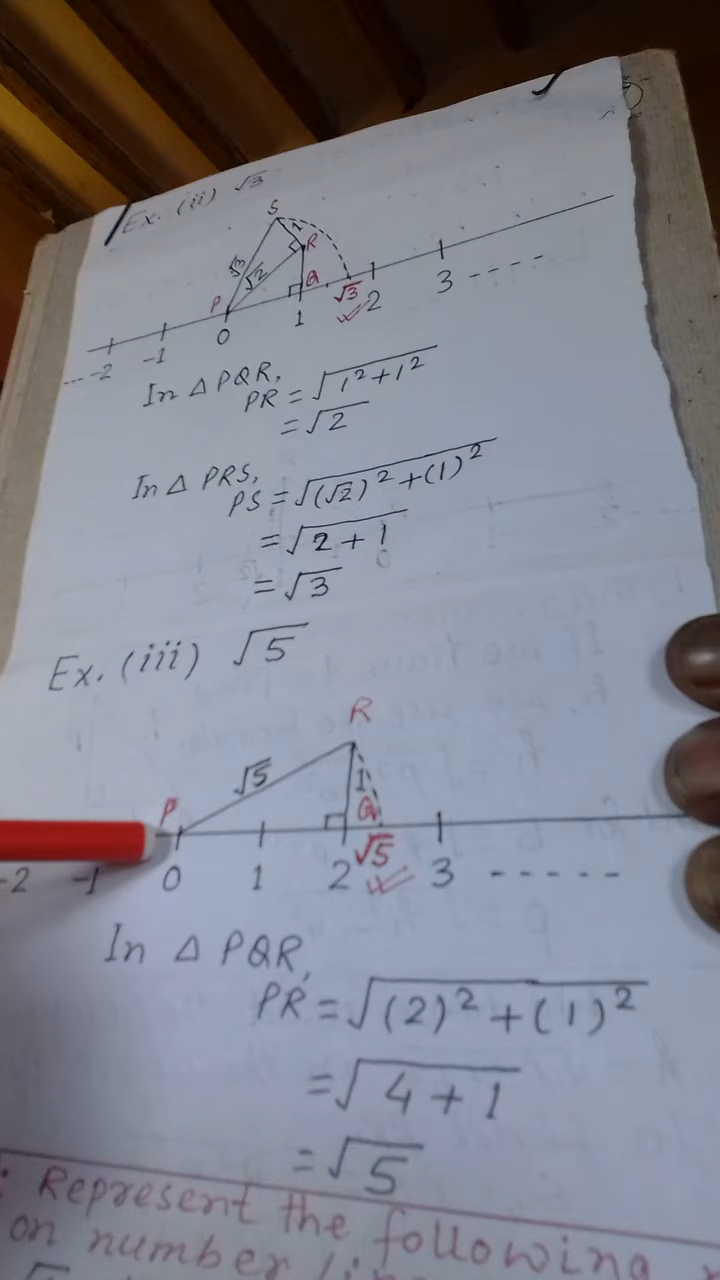 Ex. (ii) √3
S
1
R
√3
√2
P
Q
... -2 -1 0 1 √3 2 3 ----
In △ PQR,
PR = √1² + 1²
= √2
In △ PRS,
PS = √(√2)² + (1)²
= √2 + 1
= √3
Ex. (iii) √5
R
√5
1
P
Q
-2 -1 0 1 2 √5 3 -----
In △ PQR,
PR = √(2)² + (1)²
= √4 + 1
= √5
: Represent the following
on number line